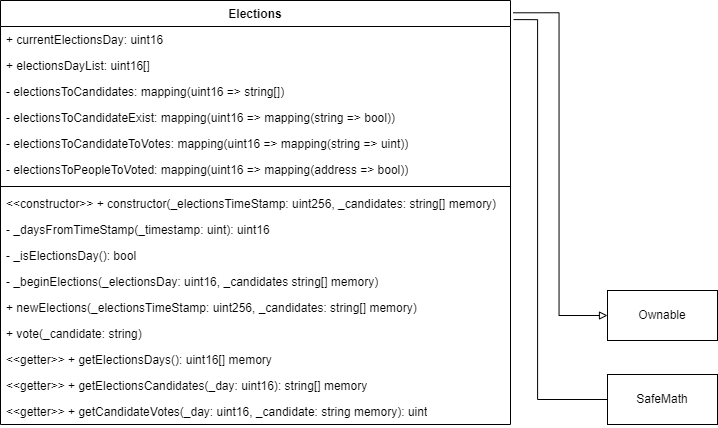 Elections
+ currentElectionsDay: uint16
+ electionsDayList: uint16[]
- electionsToCandidates: mapping(uint16 => string[])
- electionsToCandidateExist: mapping(uint16 => mapping(string => bool))
- electionsToCandidateToVotes: mapping(uint16 => mapping(string => uint))
- electionsToPeopleToVoted: mapping(uint16 => mapping(address => bool))
<<constructor>> + constructor(_electionsTimeStamp: uint256, _candidates: string[] memory)
- _daysFromTimeStamp(_timestamp: uint): uint16
- _isElectionsDay(): bool
- _beginElections(_electionsDay: uint16, _candidates string[] memory)
+ newElections(_electionsTimeStamp: uint256, _candidates: string[] memory)
+ vote(_candidate: string)
<<getter>> + getElectionsDays(): uint16[] memory
<<getter>> + getElectionsCandidates(_day: uint16): string[] memory
<<getter>> + getCandidateVotes(_day: uint16, _candidate: string memory): uint
Ownable
SafeMath